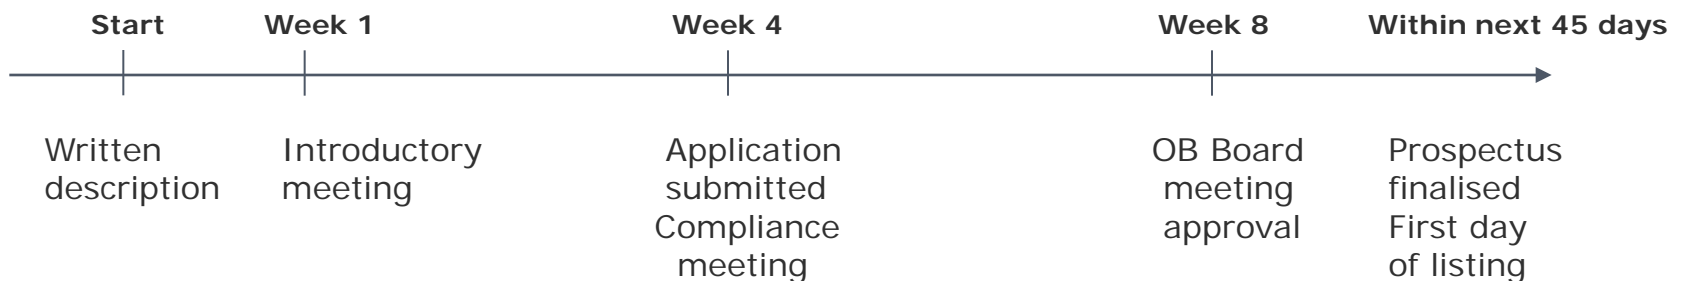 Start
Week 1
Week 4
Week 8
Within next 45 days
Written
description
Introductory
meeting
Application
submitted
Compliance
meeting
OB Board
meeting
approval
Prospectus
finalised
First day
of listing